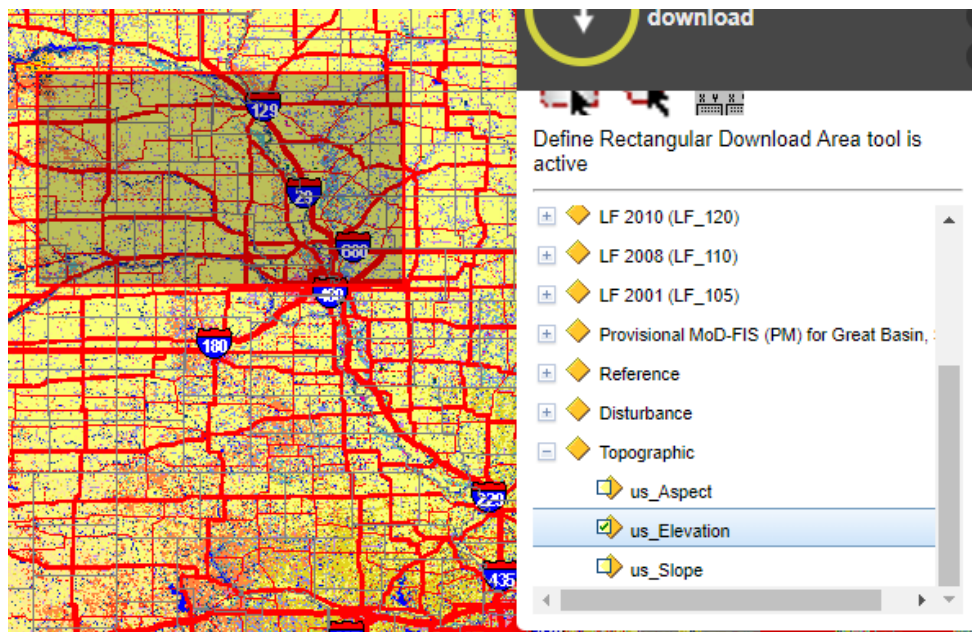 download
Define Rectangular Download Area tool is
active
LF 2010 (LF_120)
LF 2008 (LF_110)
LF 2001 (LF_105)
Provisional MoD-FIS (PM) for Great Basin,
Reference
Disturbance
Topographic
us_Aspect
us_Elevation
us_Slope
129
29
680
480
180
229
435